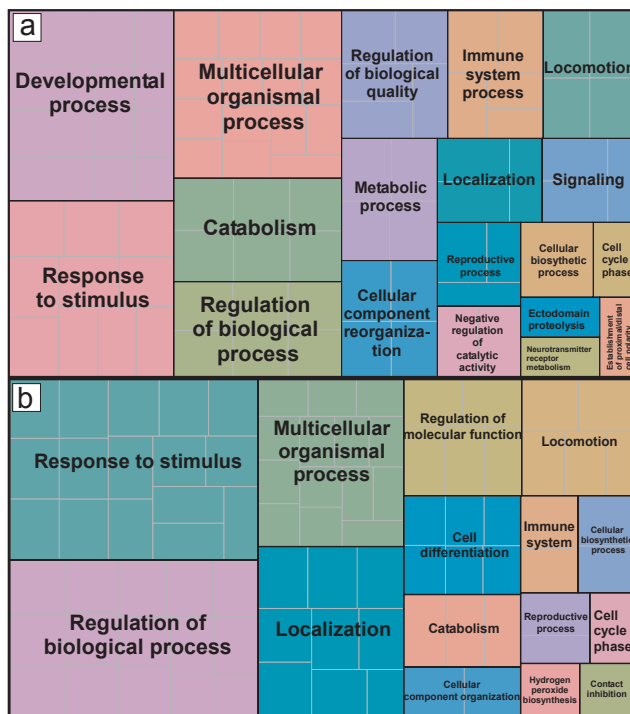 a
Developmental
process
Multicellular
organismal
process
Regulation
of biological
quality
Immune
system
process
Locomotion
Response
to stimulus
Catabolism
Regulation
of biological
process
Metabolic
process
Localization
Signaling
Cellular
component
reorganiza-
tion
Reproductive
process
Cellular
biosythetic
process
Cell
cycle
phase
Negative
regulation
of
catalytic
activity
Ectodomain
proteolysis
Neurotransmitter
receptor
metabolism
Establishment
of proximal/distal
cell polarity
b
Response to stimulus
Multicellular
organismal
process
Regulation of
molecular function
Locomotion
Regulation of
biological process
Localization
Cell
differentiation
Immune
system
Cellular
biosynthetic
process
Catabolism
Reproductive
process
Cell
cycle
phase
Cellular
component organization
Hydrogen
peroxide
biosynthesis
Contact
inhibition